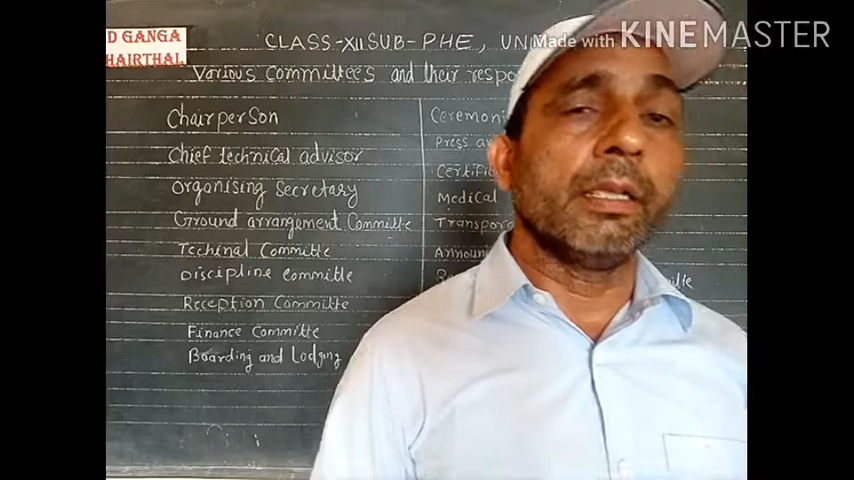 D GANGA
HAIRTHAL
Made with KINEMASTER
CLASS-XII SUB-PHE, UN
Various Committees and their respo
Chairperson
Chief technical advisor
Organising Secretary
Ground arrangement Committe
Techinal Committe
Discipline committe
Reception Committe
Finance Committe
Boarding and Lodging
Ceremoni
Press a
Certific
Medical
Transpor
Announ